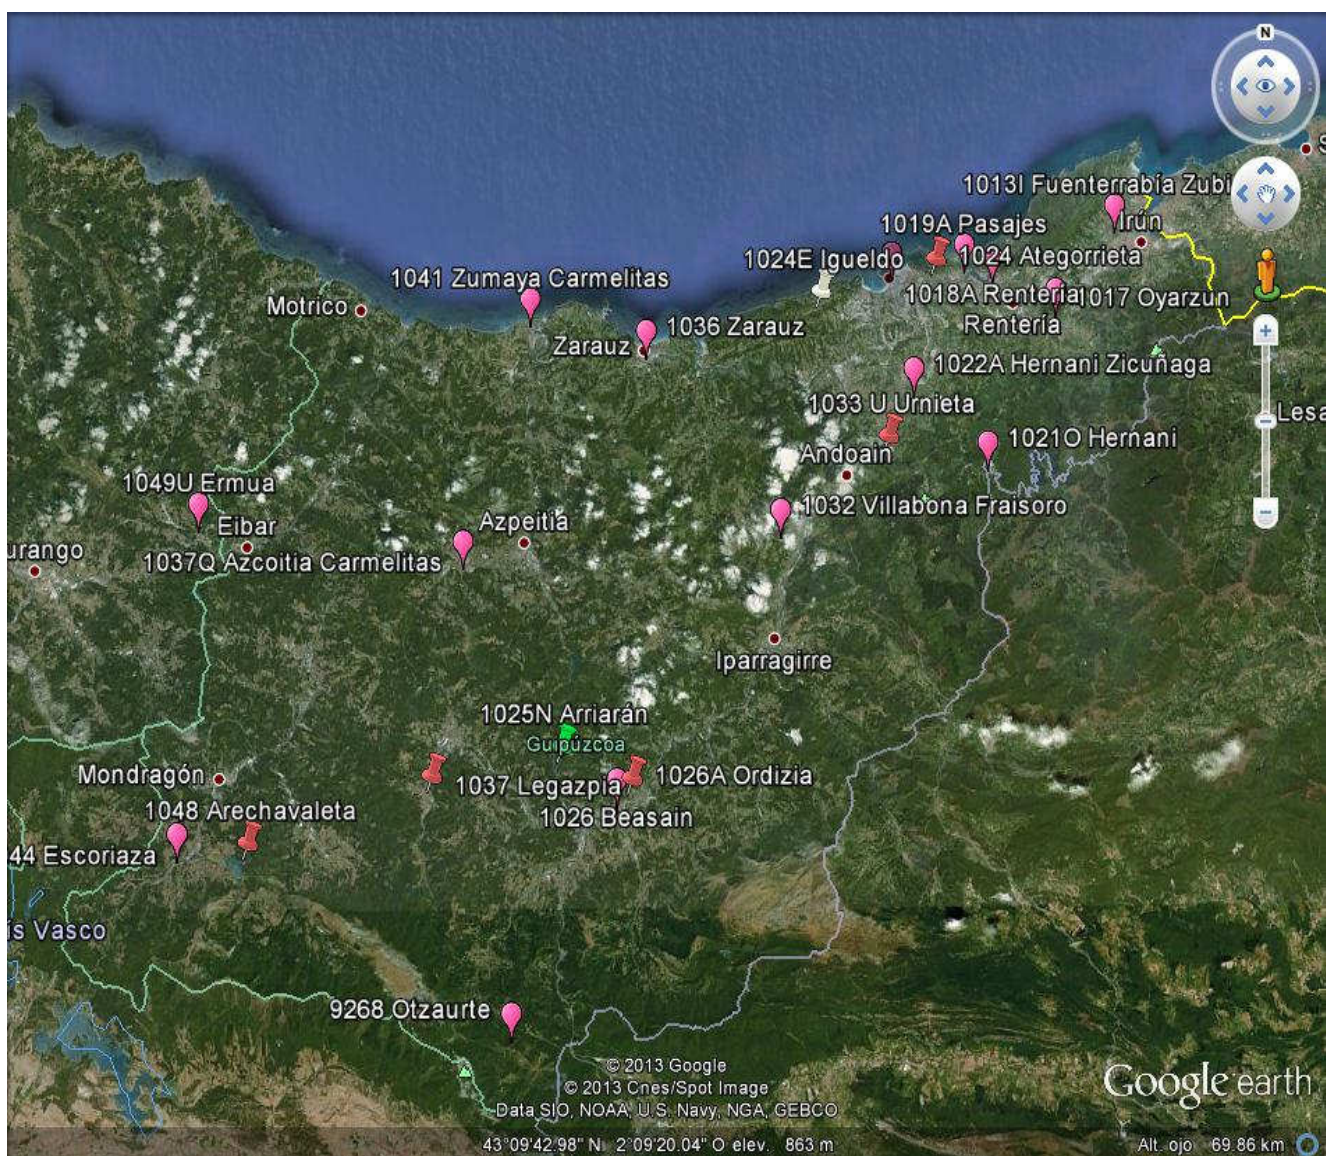 N
S
1013I Fuenterrabía Zubi
1019A Pasajes
Irún
1024E Igueldo
1024 Ategorrieta
1041 Zumaya Carmelitas
Motrico
1018A Rentería
1017 Oyarzun
Rentería
1036 Zarauz
Zarauz
1022A Hernani Zicuñaga
1033 U Urnieta
Lesa
1021O Hernani
Andoain
1049U Ermua
1032 Villabona Fraisoro
Eibar
Azpeitia
urango
1037Q Azcoitia Carmelitas
Iparragirre
1025N Arriarán
Guipúzcoa
Mondragón
1037 Legazpia
1026A Ordizia
1048 Arechavaleta
1026 Beasain
44 Escoriaza
ís Vasco
9268 Otzaurte
© 2013 Google
© 2013 Cnes/Spot Image
Data SIO, NOAA, U.S. Navy, NGA, GEBCO
Google earth
43°09'42.98" N 2°09'20.04" O elev. 863 m
Alt. ojo 69.86 km